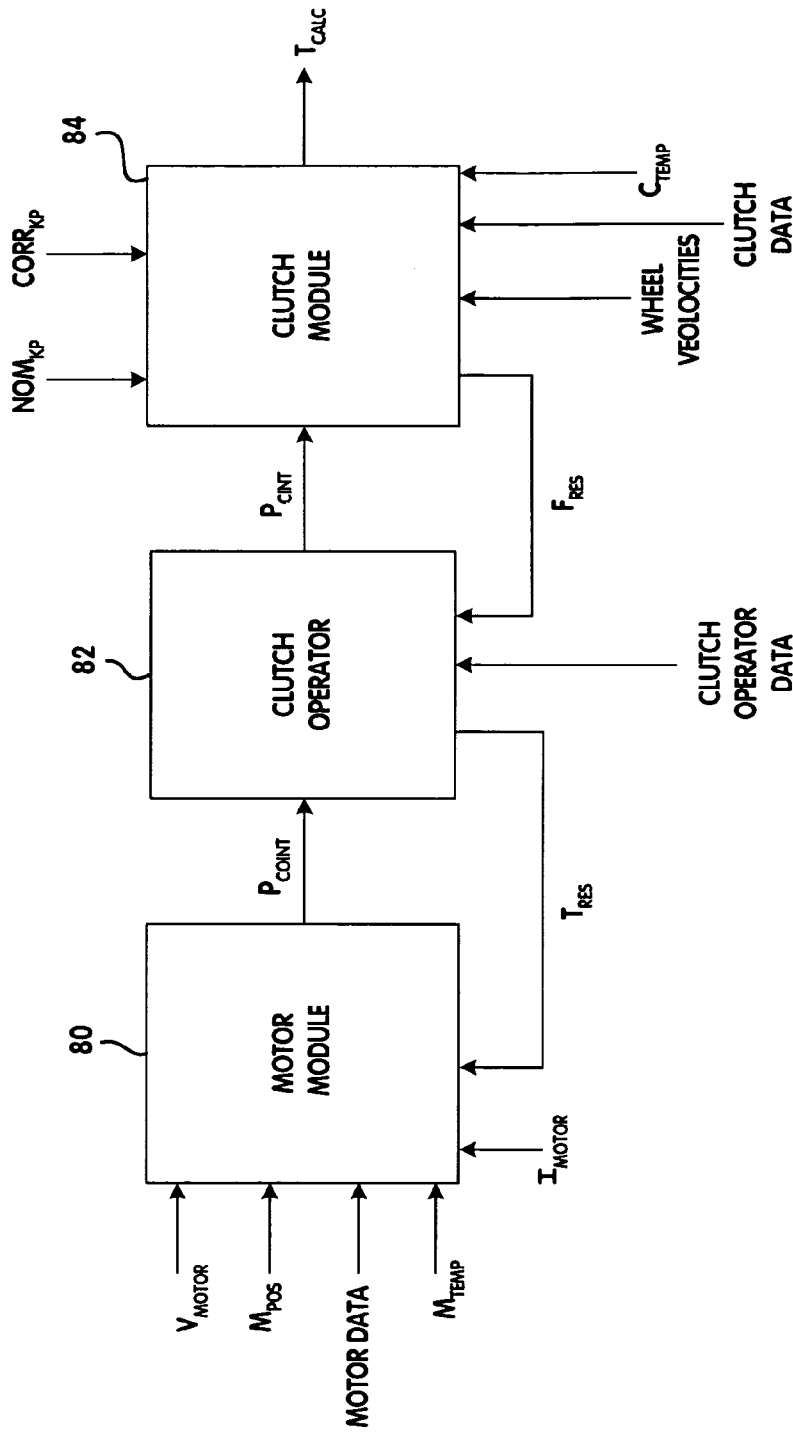 NOM_KP
CORR_KP
84
82
80
V_MOTOR
M_POS
MOTOR DATA
M_TEMP
MOTOR
MODULE
P_COINT
CLUTCH
OPERATOR
P_CINT
CLUTCH
MODULE
T_CALC
I_MOTOR
T_RES
CLUTCH
OPERATOR
DATA
F_RES
WHEEL
VEOLOCITIES
CLUTCH
DATA
C_TEMP